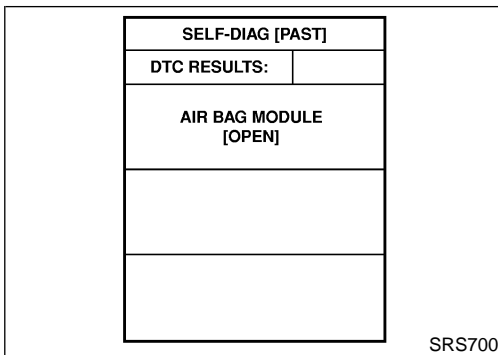 SELF-DIAG [PAST]
DTC RESULTS:
AIR BAG MODULE
[OPEN]
SRS700